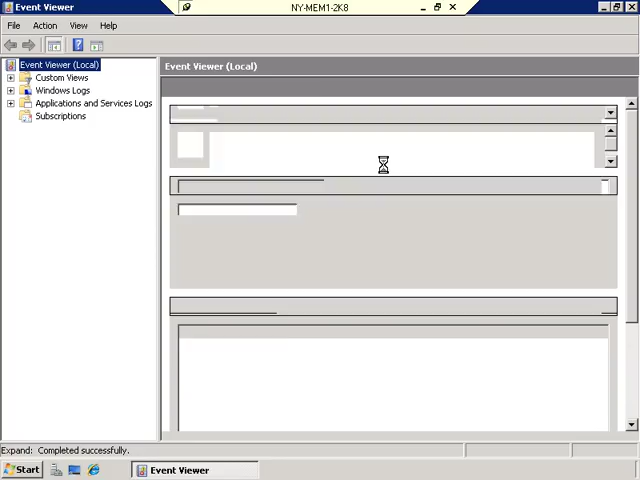 Event Viewer
NY-MEM1-2K8
File Action View Help
Event Viewer (Local)
Custom Views
Windows Logs
Applications and Services Logs
Subscriptions
Event Viewer (Local)
Expand: Completed successfully.
Start
Event Viewer